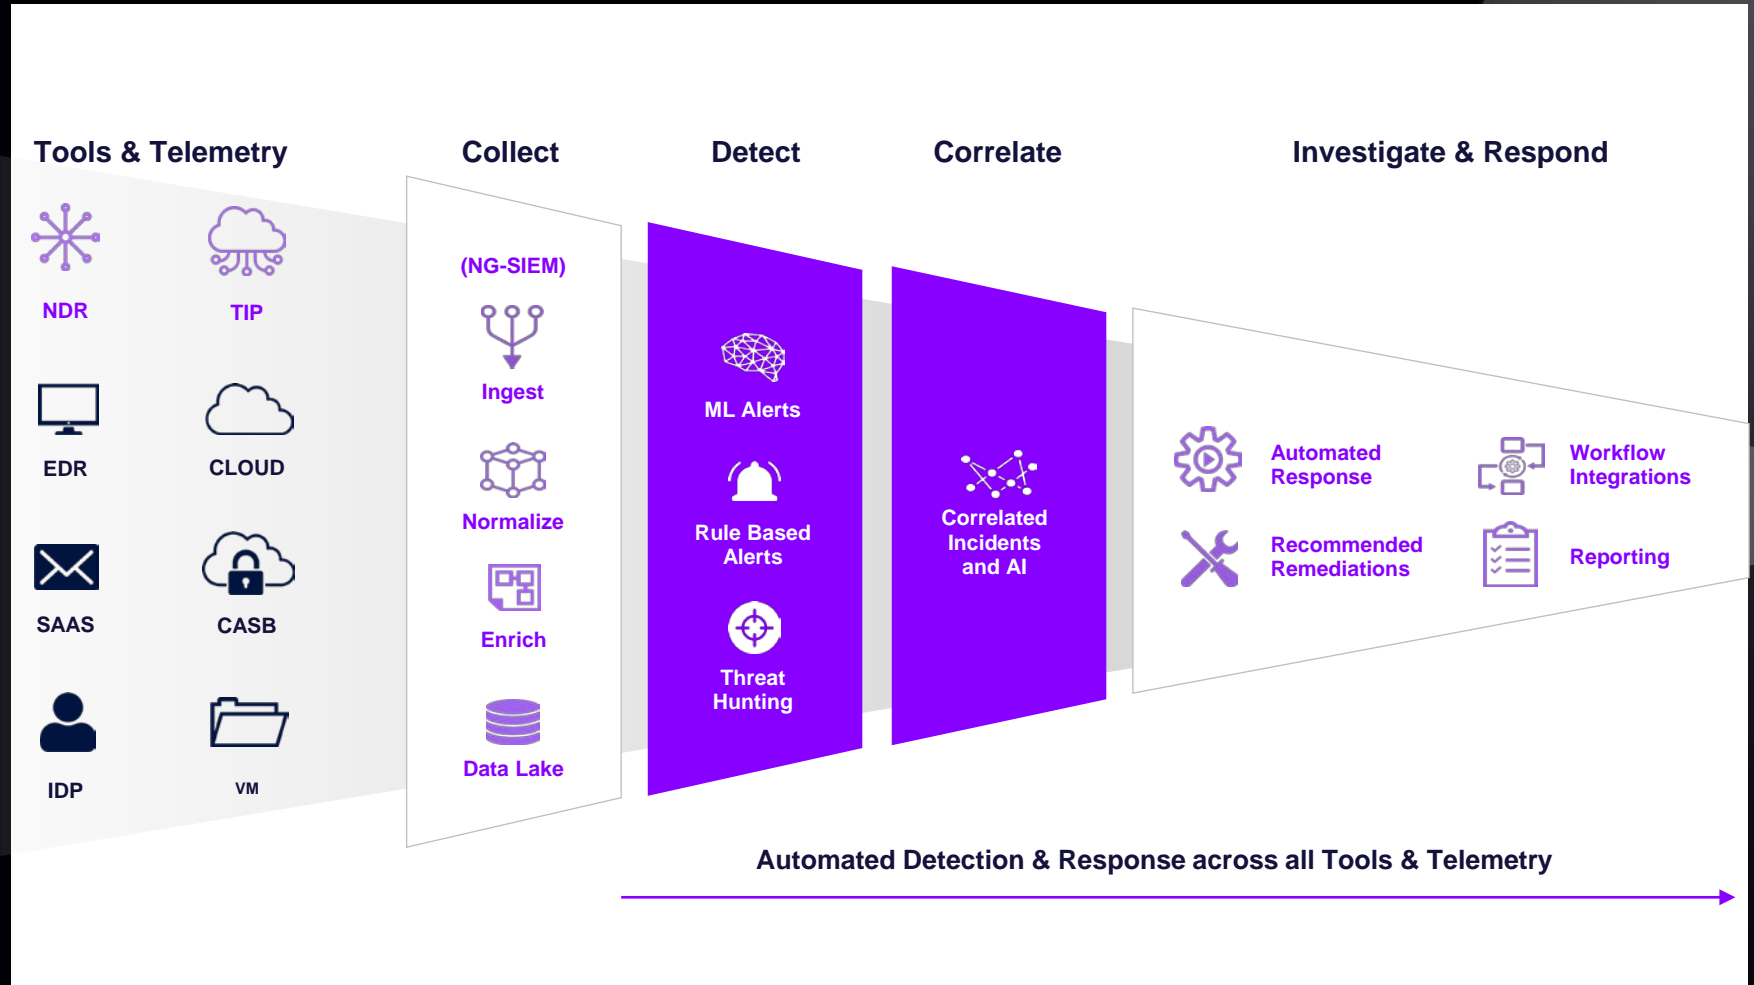 Tools & Telemetry
Collect
Detect
Correlate
Investigate & Respond
NDR
TIP
EDR
CLOUD
SAAS
CASB
IDP
VM
(NG-SIEM)
Ingest
Normalize
Enrich
Data Lake
ML Alerts
Rule Based
Alerts
Threat
Hunting
Correlated
Incidents
and AI
Automated
Response
Workflow
Integrations
Recommended
Remediations
Reporting
Automated Detection & Response across all Tools & Telemetry